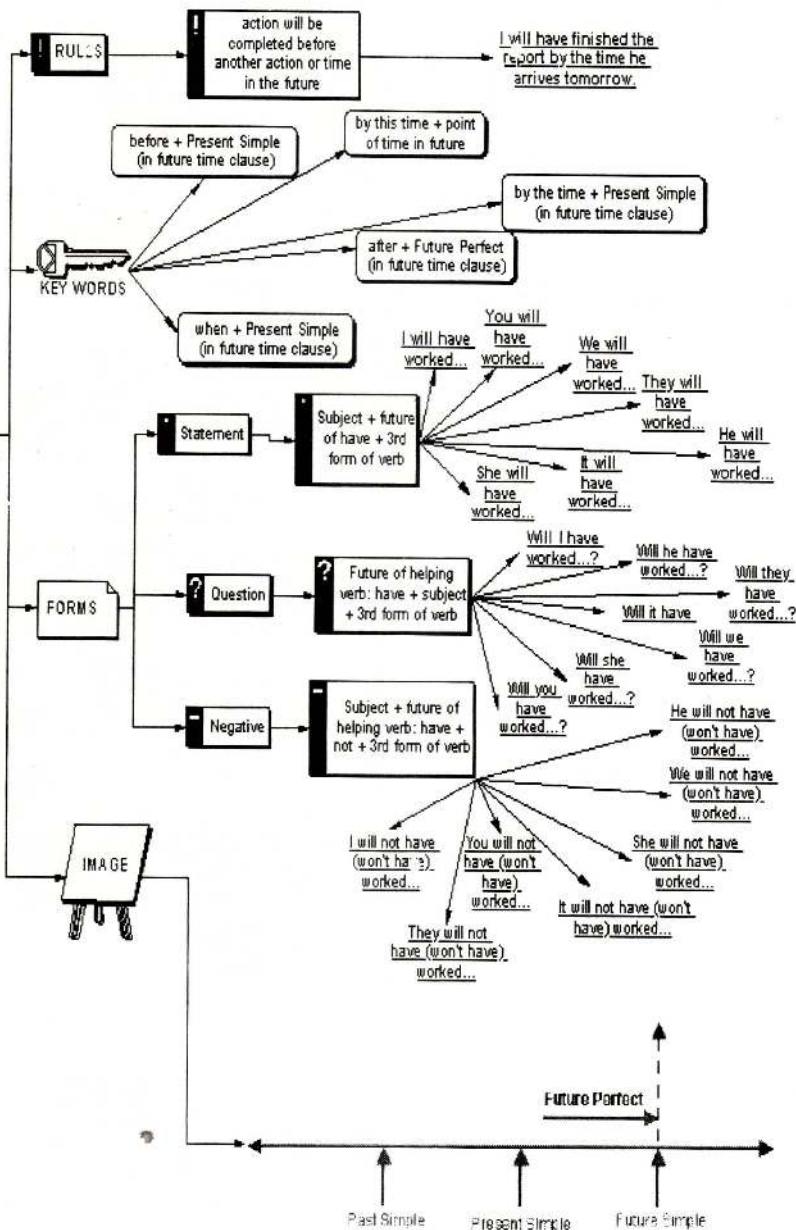 RULES
action will be
completed before
another action or time
in the future
I will have finished the
report by the time he
arrives tomorrow.
before + Present Simple
(in future time clause)
by this time + point
of time in future
by the time + Present Simple
(in future time clause)
after + Future Perfect
(in future time clause)
KEY WORDS
when + Present Simple
(in future time clause)
Statement
Subject + future
of have + 3rd
form of verb
I will have
worked...
You will
have
worked...
We will
have
worked...
They will
have
worked...
He will
have
worked...
It will
have
worked...
She will
have
worked...
FORMS
? Question
?
Future of helping
verb: have + subject
+ 3rd form of verb
Will I have
worked...?
Will he have
worked...?
Will they
have
worked...?
Will it have
Will we
have
worked...?
Will she
have
worked...?
Will you
have
worked...?
Negative
Subject + future of
helping verb: have +
not + 3rd form of verb
He will not have
(won't have)
worked...
We will not have
(won't have)
worked...
She will not have
(won't have)
worked...
It will not have (won't
have) worked...
You will not
have (won't
have)
worked...
I will not have
(won't have)
worked...
They will not
have (won't have)
worked...
IMAGE
Future Perfect
Past Simple
Present Simple
Future Simple